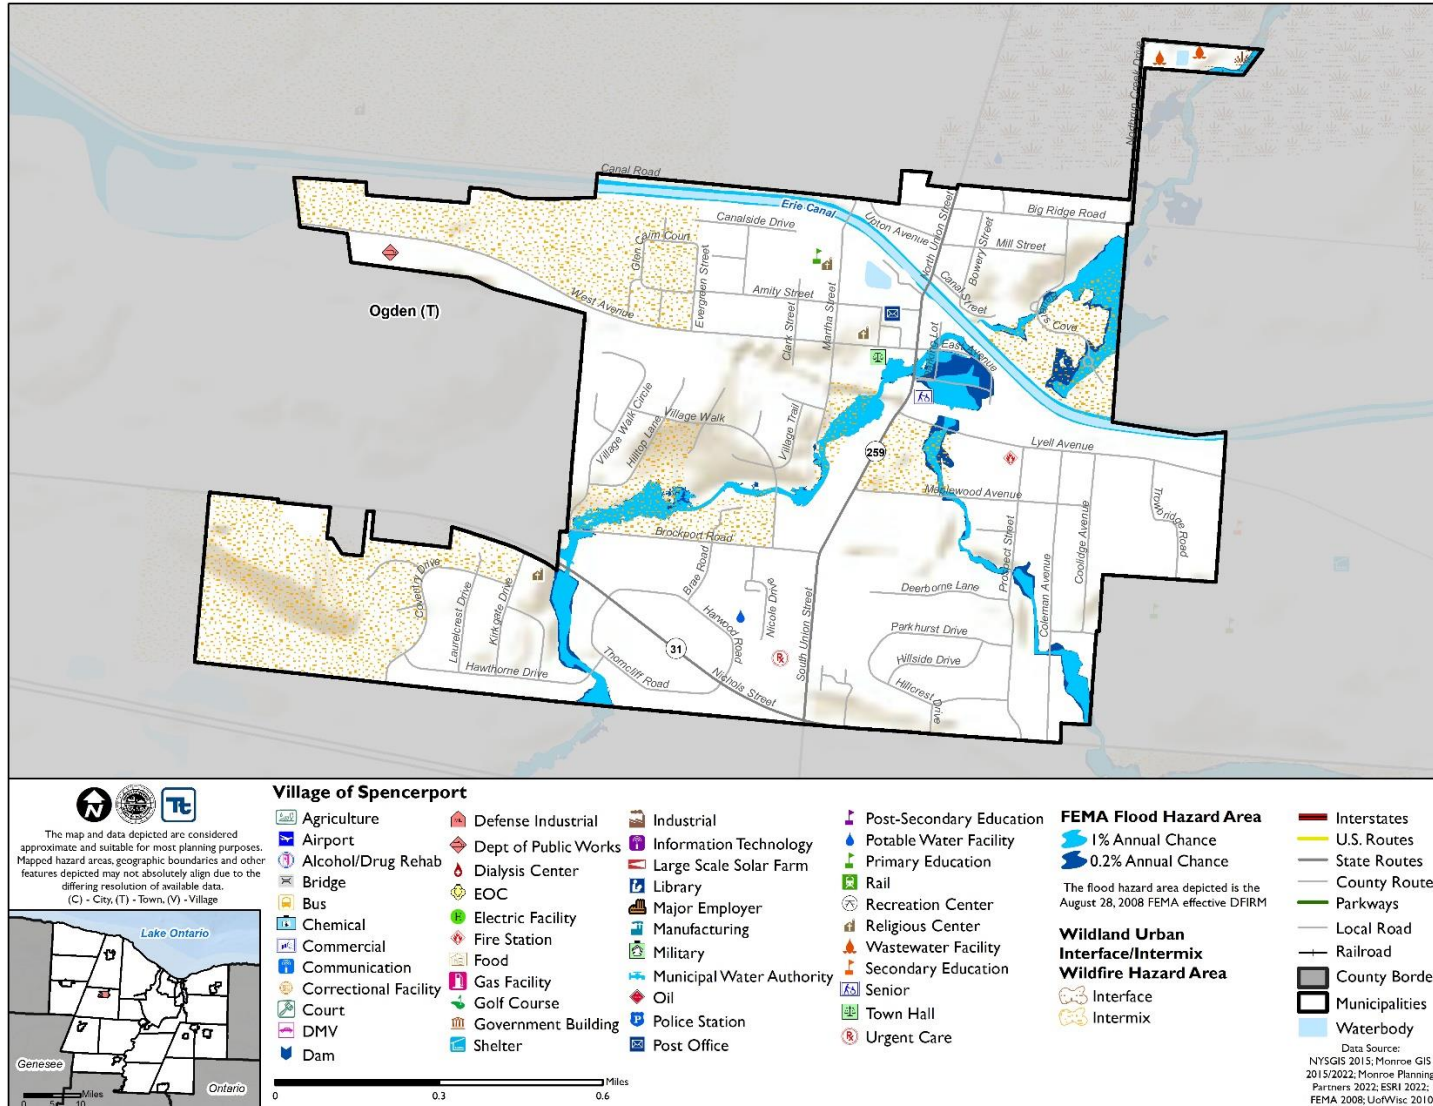 Northrup Creek Drive
Canal Road
Erie Canal
Upton Avenue
North Union Street
Big Ridge Road
Canalside Drive
Bowery Street
Mill Street
Glen Cairn Court
Evergreen Street
Canal Street
Amity Street
West Avenue
Ogden (T)
Clark Street
Martha Street
East Avenue
Cove
Village Walk Circle
Hilltop Lane
Village Walk
Village Trail
259
Lyell Avenue
Maplewood Avenue
Trowbridge Road
Brockport Road
Prospect Street
Coolidge Avenue
Coleman Avenue
Coventry Drive
Laurelcrest Drive
Kirkgate Drive
Brae Road
Nicole Drive
Deerborne Lane
Harwood Road
South Union Street
Parkhurst Drive
31
Hillside Drive
Hawthorne Drive
Thorncliff Road
Nichols Street
Hillcrest Drive
N
Tt
The map and data depicted are considered
approximate and suitable for most planning purposes.
Mapped hazard areas, geographic boundaries and other
features depicted may not absolutely align due to the
differing resolution of available data.
(C) - City, (T) - Town, (V) - Village
Lake Ontario
Genesee
Ontario
Miles
0 5 10
Village of Spencerport
Agriculture
Airport
Alcohol/Drug Rehab
Bridge
Bus
Chemical
Commercial
Communication
Correctional Facility
Court
DMV
Dam
Defense Industrial
Dept of Public Works
Dialysis Center
EOC
Electric Facility
Fire Station
Food
Gas Facility
Golf Course
Government Building
Shelter
Industrial
Information Technology
Large Scale Solar Farm
Library
Major Employer
Manufacturing
Military
Municipal Water Authority
Oil
Police Station
Post Office
Post-Secondary Education
Potable Water Facility
Primary Education
Rail
Recreation Center
Religious Center
Wastewater Facility
Secondary Education
Senior
Town Hall
Urgent Care
Miles
0 0.3 0.6
FEMA Flood Hazard Area
1% Annual Chance
0.2% Annual Chance
The flood hazard area depicted is the
August 28, 2008 FEMA effective DFIRM
Wildland Urban
Interface/Intermix
Wildfire Hazard Area
Interface
Intermix
Interstates
U.S. Routes
State Routes
County Route
Parkways
Local Road
Railroad
County Borde
Municipalities
Waterbody
Data Source:
NYSGIS 2015; Monroe GIS
2015/2022; Monroe Planning
Partners 2022; ESRI 2022;
FEMA 2008; UofWisc 2010